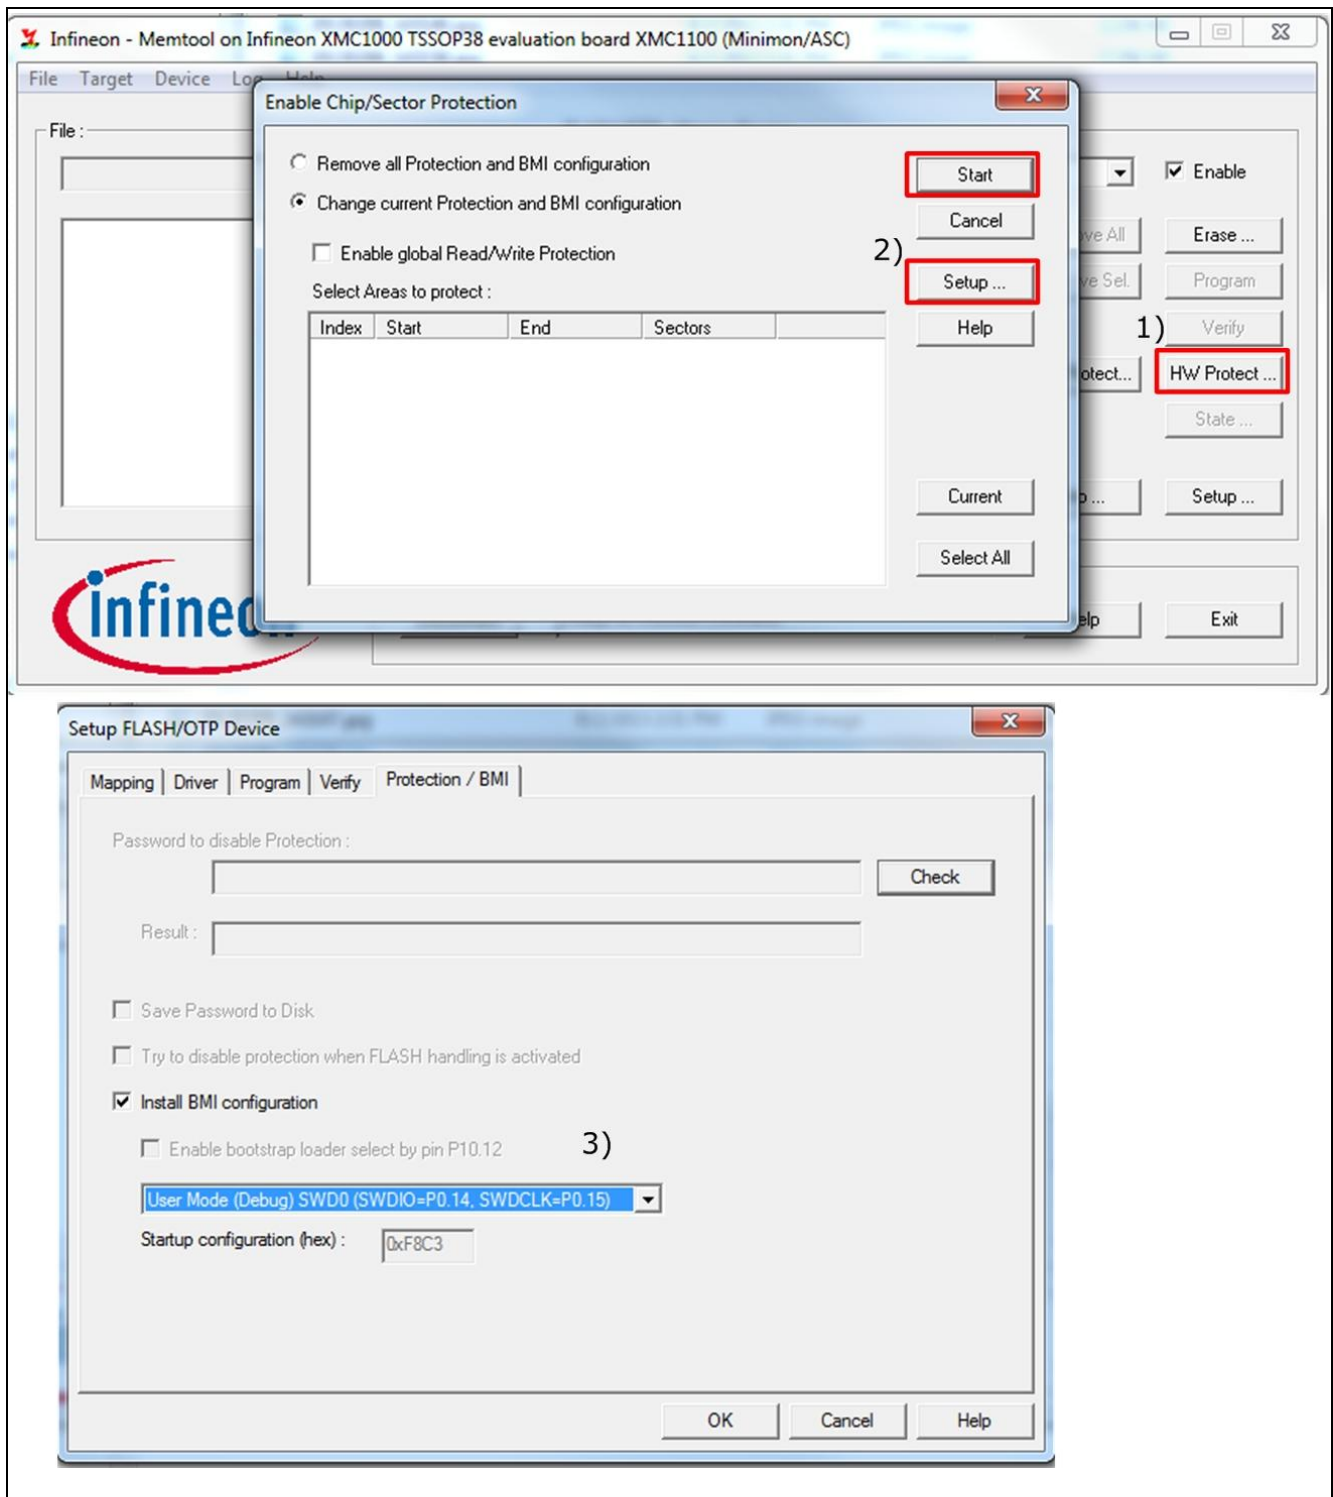 Infineon - Memtool on Infineon XMC1000 TSSOP38 evaluation board XMC1100 (Minimon/ASC)
File Target Device Log Help
Enable Chip/Sector Protection
File :
Remove all Protection and BMI configuration
Start
Enable
Change current Protection and BMI configuration
Cancel
Erase ...
Enable global Read/Write Protection
2)
Setup ...
Program
Select Areas to protect :
Index Start End Sectors
Help
1)
Verify
HW Protect ...
State ...
Current
Setup ...
Select All
Infineon
Exit
Setup FLASH/OTP Device
Mapping Driver Program Verify Protection / BMI
Password to disable Protection :
Check
Result :
Save Password to Disk
Try to disable protection when FLASH handling is activated
Install BMI configuration
Enable bootstrap loader select by pin P10.12
3)
User Mode (Debug) SWD0 (SWDIO=P0.14, SWDCLK=P0.15)
Startup configuration (hex) : 0xF8C3
OK Cancel Help